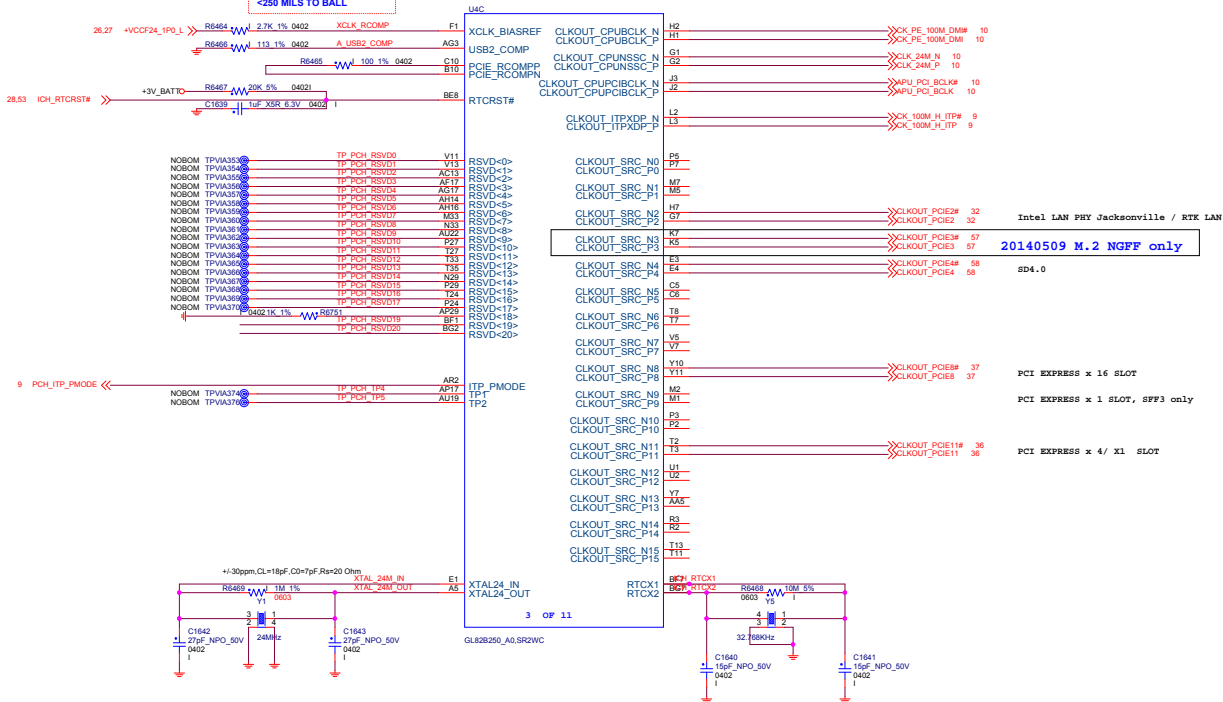 <250 MILS TO BALL
U4C
26,27 +VCCF24_1P0_L R6464 I 2.7K_1% 0402 XCLK_RCOMP F1 XCLK_BIASREF
R6466 I 113_1% 0402 A_USB2_COMP AG3 USB2_COMP
R6465 I 100_1% 0402 C10 PCIE_RCOMPP
B10 PCIE_RCOMPN
+3V_BATT R6467 20K_5% 0402I
28,53 ICH_RTCRST# BE8 RTCRST#
C1639 1uF_X5R_6.3V 0402 I
CLKOUT_CPUBCLK_N H2 CK_PE_100M_DMI# 10
CLKOUT_CPUBCLK_P H1 CK_PE_100M_DMI 10
CLKOUT_CPUNSSC_N G1 CLK_24M_N 10
CLKOUT_CPUNSSC_P G2 CLK_24M_P 10
CLKOUT_CPUPCIBCLK_N J3 APU_PCI_BCLK# 10
CLKOUT_CPUPCIBCLK_P J2 APU_PCI_BCLK 10
CLKOUT_ITPXDP_N L2 CK_100M_H_ITP# 9
CLKOUT_ITPXDP_P L3 CK_100M_H_ITP 9
NOBOM TPVIA353 TP_PCH_RSVD0 V11 RSVD<0>
NOBOM TPVIA354 TP_PCH_RSVD1 V13 RSVD<1>
NOBOM TPVIA355 TP_PCH_RSVD2 AC13 RSVD<2>
NOBOM TPVIA356 TP_PCH_RSVD3 AF17 RSVD<3>
NOBOM TPVIA357 TP_PCH_RSVD4 AG17 RSVD<4>
NOBOM TPVIA358 TP_PCH_RSVD5 AH14 RSVD<5>
NOBOM TPVIA359 TP_PCH_RSVD6 AH16 RSVD<6>
NOBOM TPVIA360 TP_PCH_RSVD7 M33 RSVD<7>
NOBOM TPVIA361 TP_PCH_RSVD8 N33 RSVD<8>
NOBOM TPVIA362 TP_PCH_RSVD9 AU22 RSVD<9>
NOBOM TPVIA363 TP_PCH_RSVD10 P27 RSVD<10>
NOBOM TPVIA364 TP_PCH_RSVD11 T27 RSVD<11>
NOBOM TPVIA365 TP_PCH_RSVD12 T33 RSVD<12>
NOBOM TPVIA366 TP_PCH_RSVD13 T35 RSVD<13>
NOBOM TPVIA367 TP_PCH_RSVD14 N29 RSVD<14>
NOBOM TPVIA368 TP_PCH_RSVD15 P29 RSVD<15>
NOBOM TPVIA369 TP_PCH_RSVD16 T24 RSVD<16>
NOBOM TPVIA370 TP_PCH_RSVD17 P24 RSVD<17>
I 0402 1K_1% R6751 AP29 RSVD<18>
TP_PCH_RSVD19 BF1 RSVD<19>
TP_PCH_RSVD20 BG2 RSVD<20>
9 PCH_ITP_PMODE AR2 ITP_PMODE
NOBOM TPVIA374 TP_PCH_TP4 AP17 TP1
NOBOM TPVIA376 TP_PCH_TP5 AU19 TP2
CLKOUT_SRC_N0 P5
CLKOUT_SRC_P0 P7
CLKOUT_SRC_N1 M7
CLKOUT_SRC_P1 M5
CLKOUT_SRC_N2 H7 CLKOUT_PCIE2# 32
CLKOUT_SRC_P2 G7 CLKOUT_PCIE2 32
Intel LAN PHY Jacksonville / RTK LAN
CLKOUT_SRC_N3 K7 CLKOUT_PCIE3# 57
CLKOUT_SRC_P3 K5 CLKOUT_PCIE3 57
20140509 M.2 NGFF only
CLKOUT_SRC_N4 E3 CLKOUT_PCIE4# 58
CLKOUT_SRC_P4 E4 CLKOUT_PCIE4 58
SD4.0
CLKOUT_SRC_N5 C5
CLKOUT_SRC_P5 C6
CLKOUT_SRC_N6 T8
CLKOUT_SRC_P6 T7
CLKOUT_SRC_N7 V5
CLKOUT_SRC_P7 V7
CLKOUT_SRC_N8 Y10 CLKOUT_PCIE8# 37
CLKOUT_SRC_P8 Y11 CLKOUT_PCIE8 37
PCI EXPRESS x 16 SLOT
CLKOUT_SRC_N9 M2
CLKOUT_SRC_P9 M1
PCI EXPRESS x 1 SLOT, SFF3 only
CLKOUT_SRC_N10 P3
CLKOUT_SRC_P10 P2
CLKOUT_SRC_N11 T2 CLKOUT_PCIE11# 36
CLKOUT_SRC_P11 T3 CLKOUT_PCIE11 36
PCI EXPRESS x 4/ X1 SLOT
CLKOUT_SRC_N12 U1
CLKOUT_SRC_P12 U2
CLKOUT_SRC_N13 Y7
CLKOUT_SRC_P13 AA5
CLKOUT_SRC_N14 R3
CLKOUT_SRC_P14 R2
CLKOUT_SRC_N15 T13
CLKOUT_SRC_P15 T11
+/-30ppm,CL=18pF,C0=7pF,Rs=20 Ohm
XTAL_24M_IN E1 XTAL24_IN
R6469 I 1M_1% XTAL_24M_OUT A5 XTAL24_OUT
Y1 0603
3 1
2 4
24MHz
C1642
27pF_NPO_50V
0402
I
C1643
27pF_NPO_50V
0402
I
3 OF 11
GL82B250_A0,SR2WC
RTCX1 BF7
RTCX2 BG7
R6468 10M_5%
0603 Y5 I
4 1
3 2
32.768KHz
C1640
15pF_NPO_50V
0402
I
C1641
15pF_NPO_50V
0402
I